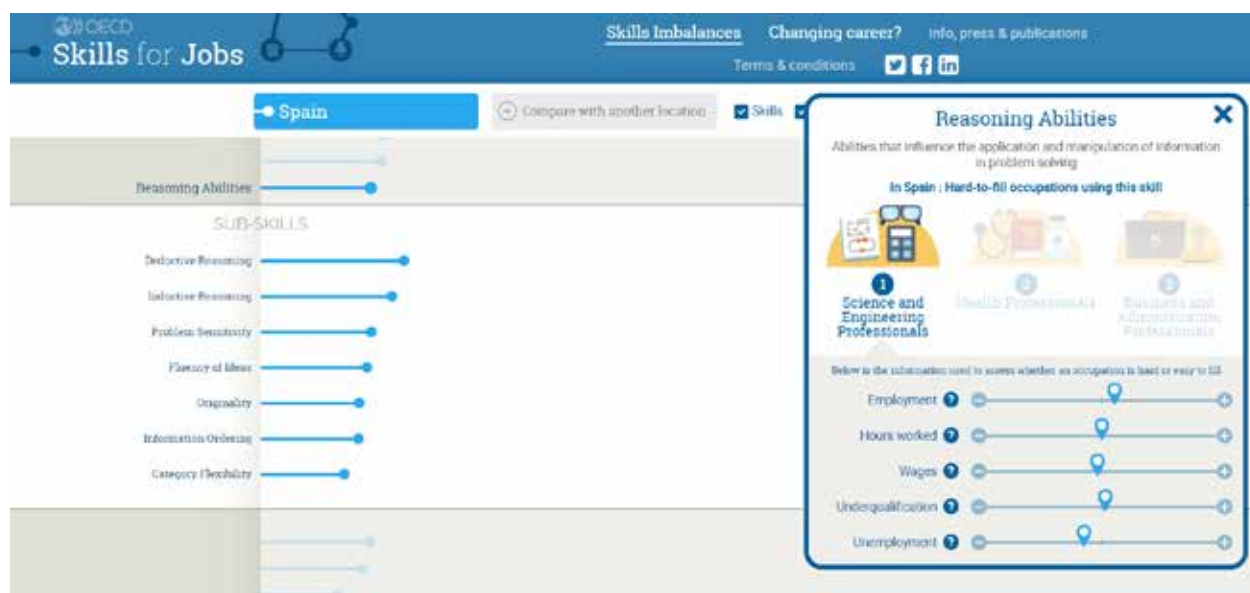 OECD
Skills for Jobs
Skills Imbalances
Changing career?
Info, press & publications
Terms & conditions
Spain
Compare with another location
Skills
Reasoning Abilities
SUB-SKILLS
Deductive Reasoning
Inductive Reasoning
Problem Sensitivity
Fluency of Ideas
Originality
Information Ordering
Category Flexibility
Reasoning Abilities
Abilities that influence the application and manipulation of information
in problem solving
In Spain : Hard-to-fill occupations using this skill
1
Science and
Engineering
Professionals
2
Health Professionals
3
Business and
Administration
Professionals
Below is the information used to assess whether an occupation is hard or easy to fill
Employment ?
Hours worked ?
Wages ?
Underqualification ?
Unemployment ?